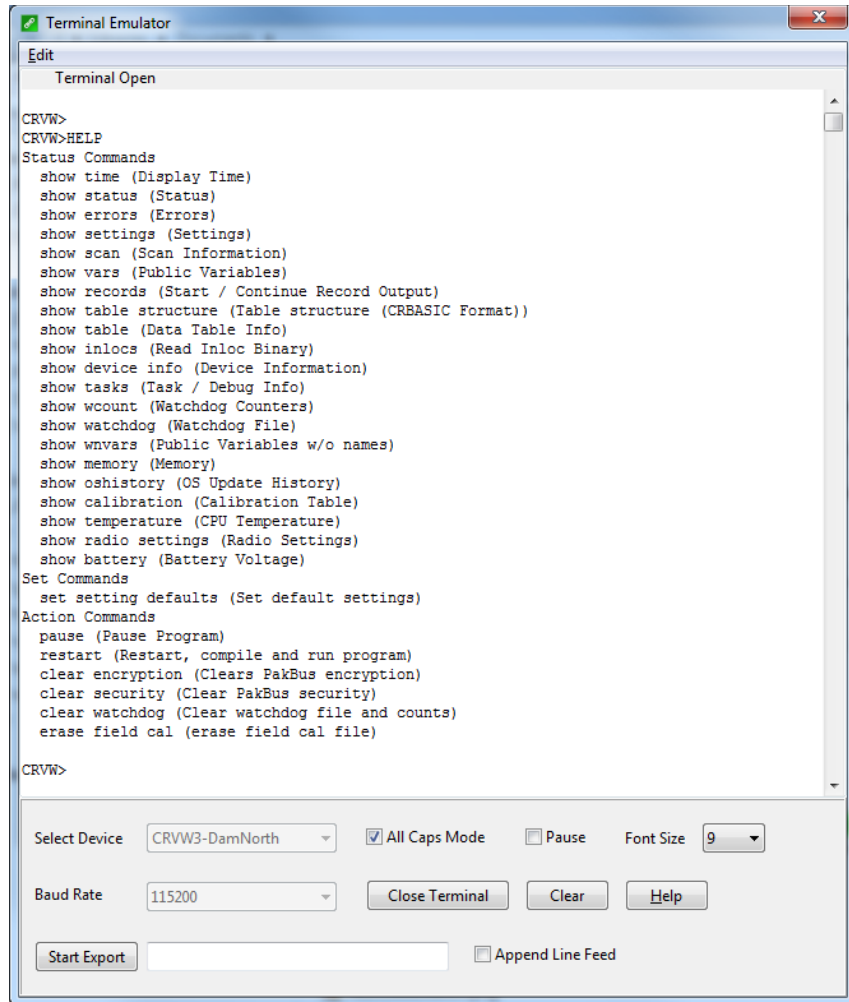 Terminal Emulator
Edit
Terminal Open
CRVW>
CRVW>HELP
Status Commands
show time (Display Time)
show status (Status)
show errors (Errors)
show settings (Settings)
show scan (Scan Information)
show vars (Public Variables)
show records (Start / Continue Record Output)
show table structure (Table structure (CRBASIC Format))
show table (Data Table Info)
show inlocs (Read Inloc Binary)
show device info (Device Information)
show tasks (Task / Debug Info)
show wcount (Watchdog Counters)
show watchdog (Watchdog File)
show wnvars (Public Variables w/o names)
show memory (Memory)
show oshistory (OS Update History)
show calibration (Calibration Table)
show temperature (CPU Temperature)
show radio settings (Radio Settings)
show battery (Battery Voltage)
Set Commands
set setting defaults (Set default settings)
Action Commands
pause (Pause Program)
restart (Restart, compile and run program)
clear encryption (Clears PakBus encryption)
clear security (Clear PakBus security)
clear watchdog (Clear watchdog file and counts)
erase field cal (erase field cal file)
CRVW>
Select Device CRVW3-DamNorth All Caps Mode Pause Font Size 9
Baud Rate 115200 Close Terminal Clear Help
Start Export Append Line Feed